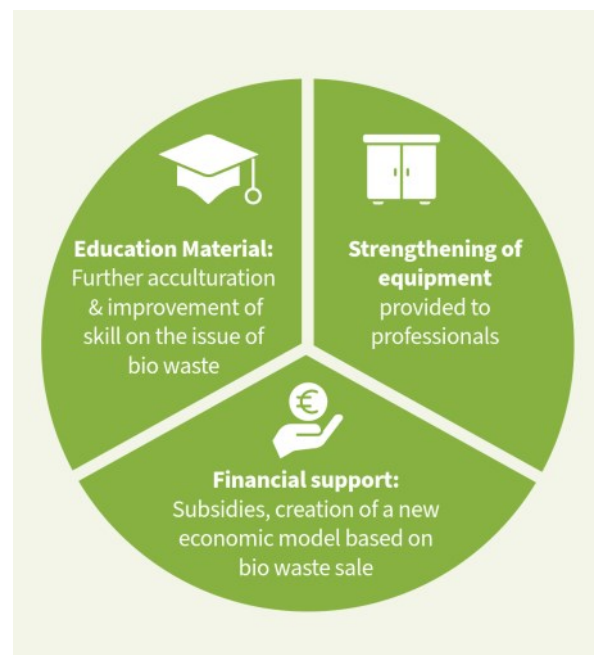 Education Material:
Further acculturation
& improvement of
skill on the issue of
bio waste
Strengthening of
equipment
provided to
professionals
€
Financial support:
Subsidies, creation of a new
economic model based on
bio waste sale